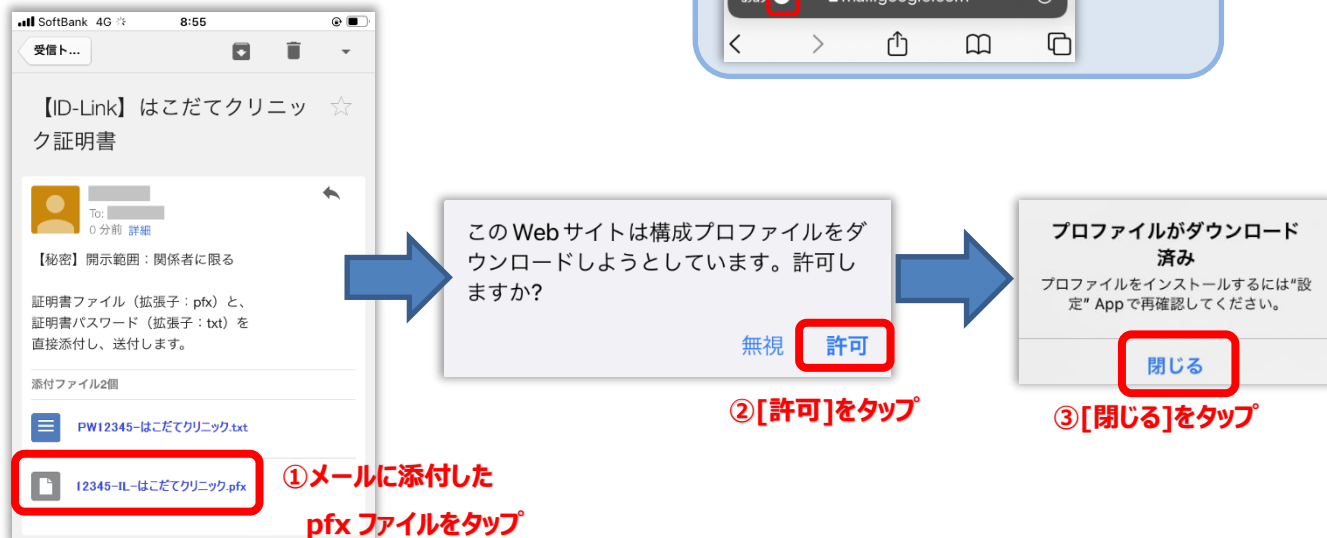 SoftBank 4G 8:55
受信ト...
【ID-Link】はこだてクリニッ
ク証明書
To:
0 分前 詳細
【秘密】開示範囲：関係者に限る
証明書ファイル（拡張子：pfx）と、
証明書パスワード（拡張子：txt）を
直接添付し、送付します。
添付ファイル2個
PW12345-はこだてクリニック.txt
12345-IL-はこだてクリニック.pfx
①メールに添付した
pfx ファイルをタップ
このWebサイトは構成プロファイルをダ
ウンロードしようとしています。許可し
ますか?
無視 許可
②[許可]をタップ
プロファイルがダウンロード
済み
プロファイルをインストールするには“設
定” Appで再確認してください。
閉じる
③[閉じる]をタップ